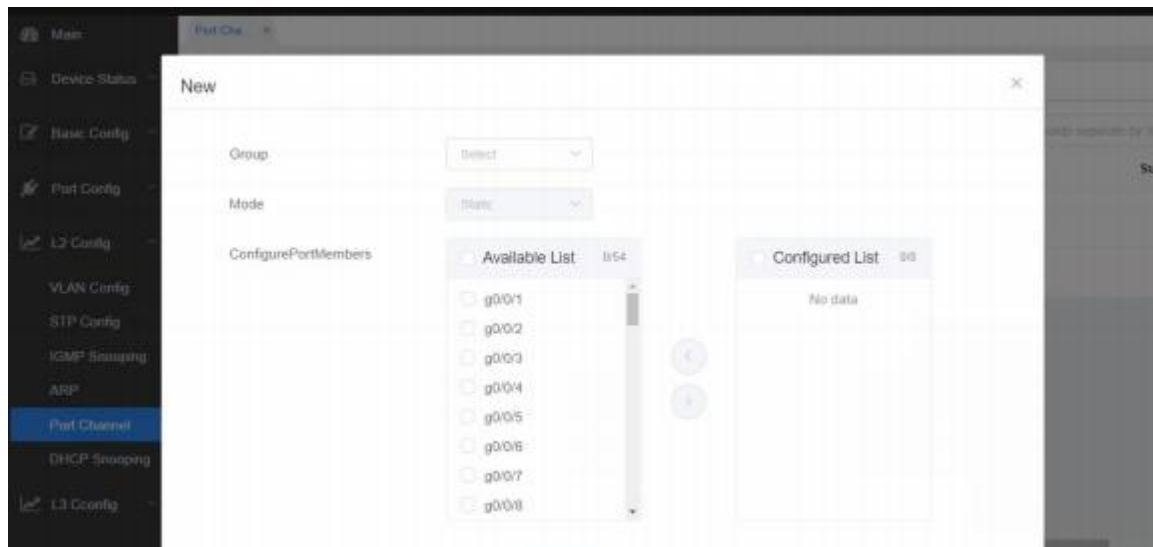 Main
Port Cha...
Device Status
New
Basic Config
Group
Select
Port Config
Mode
Static
L2 Config
ConfigurePortMembers
Available List 0/54
Configured List 0/0
VLAN Config
g0/0/1
No data
STP Config
g0/0/2
IGMP Snooping
g0/0/3
ARP
g0/0/4
Port Channel
g0/0/5
DHCP Snooping
g0/0/6
g0/0/7
L3 Cconfig
g0/0/8